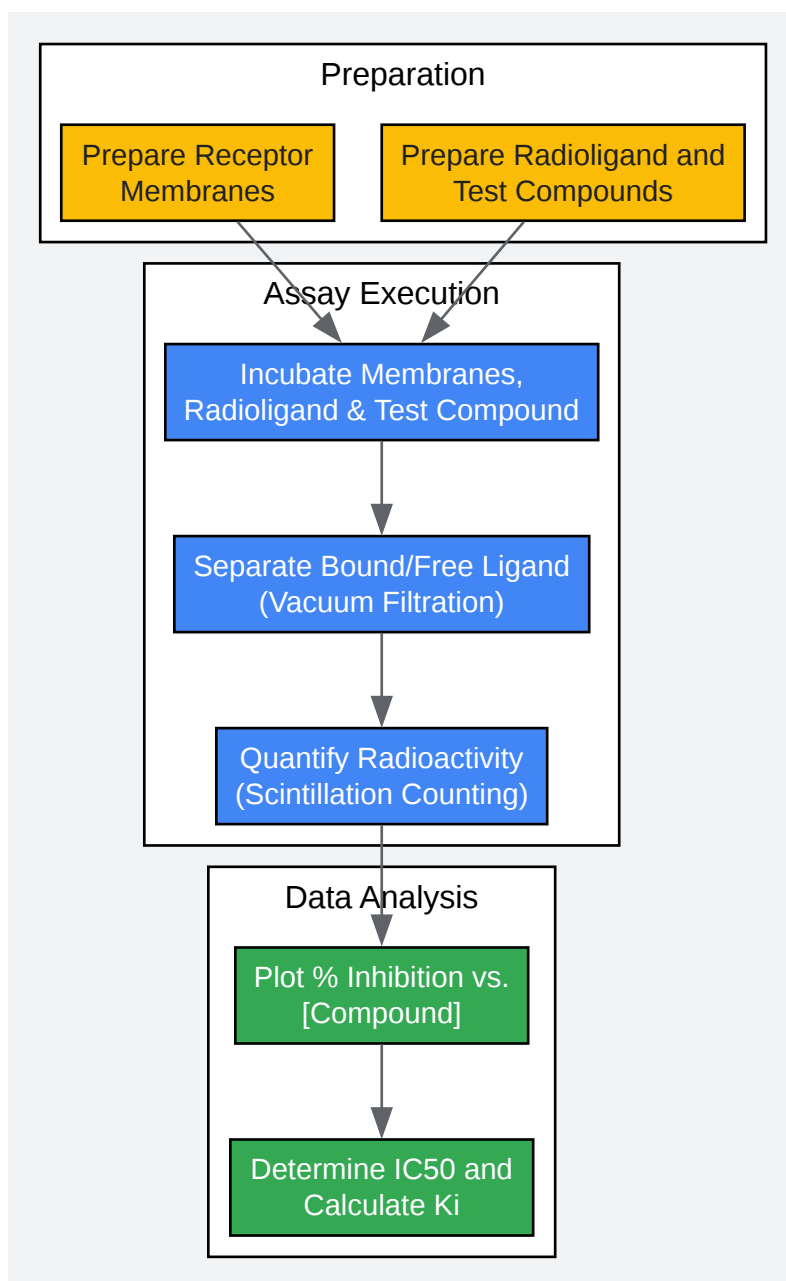 Preparation
Prepare Receptor
Membranes
Prepare Radioligand and
Test Compounds
Assay Execution
Incubate Membranes,
Radioligand & Test Compound
Separate Bound/Free Ligand
(Vacuum Filtration)
Quantify Radioactivity
(Scintillation Counting)
Data Analysis
Plot % Inhibition vs.
[Compound]
Determine IC50 and
Calculate Ki